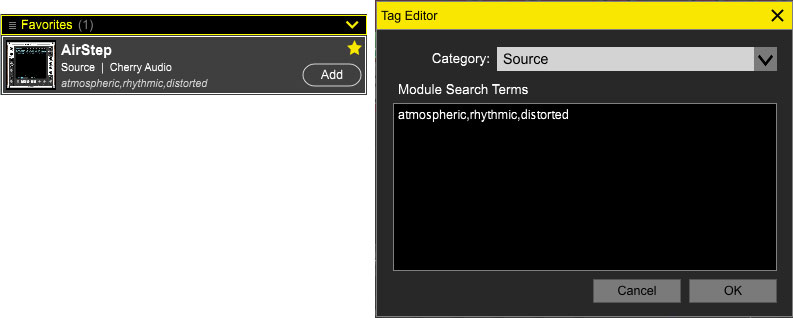 Favorites (1)
AirStep
Source | Cherry Audio
atmospheric,rhythmic,distorted
Add
Tag Editor
Category: Source
Module Search Terms
atmospheric,rhythmic,distorted
Cancel OK